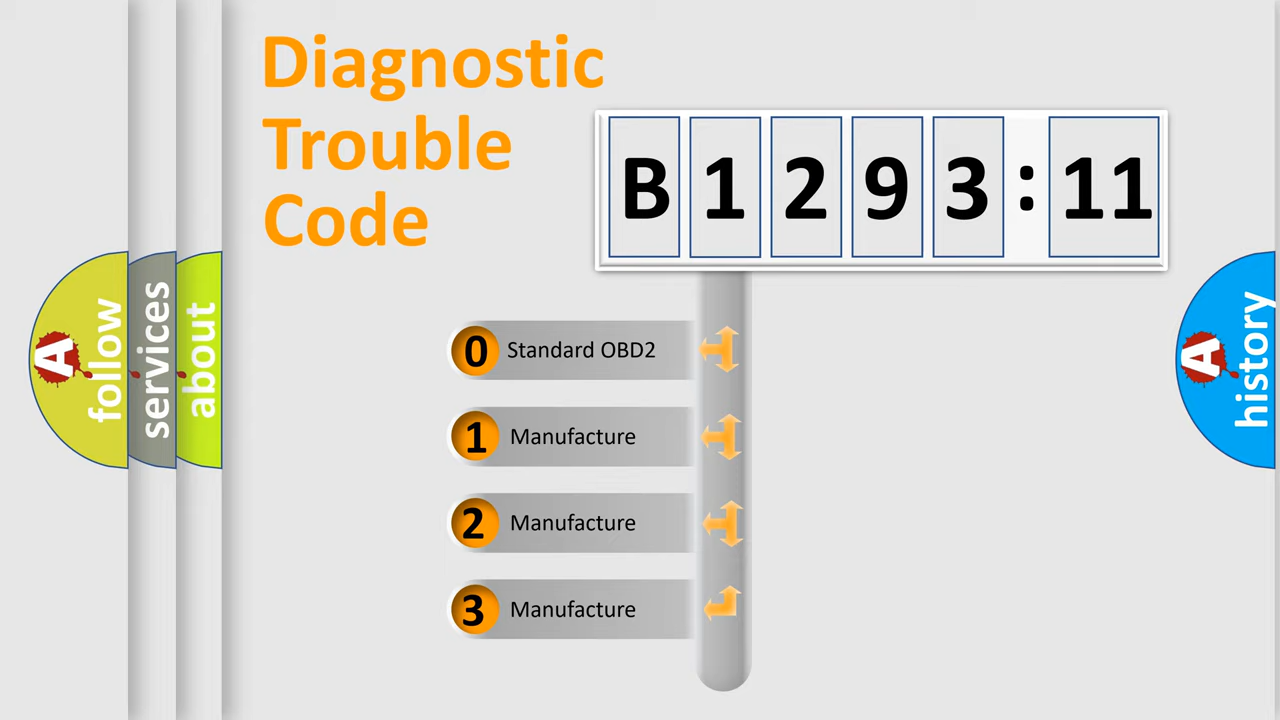 Diagnostic
Trouble
Code
B 1 2 9 3 : 11
0 Standard OBD2
1 Manufacture
2 Manufacture
3 Manufacture
A follow
services
about
A history